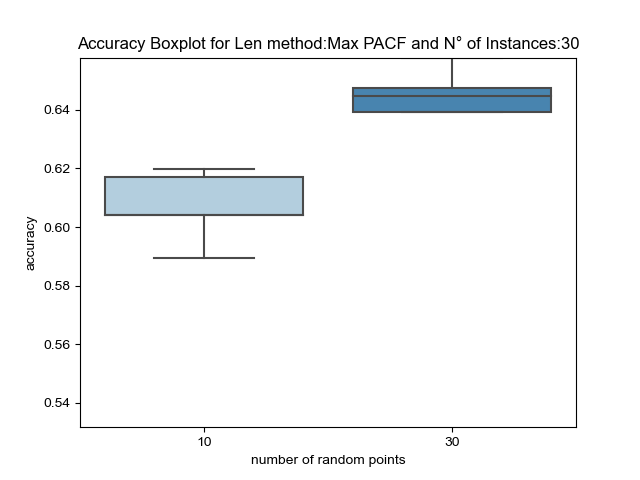 Accuracy Boxplot for Len method:Max PACF and N° of Instances:30
0.64
0.62
0.60
0.58
0.56
0.54
accuracy
10
30
number of random points